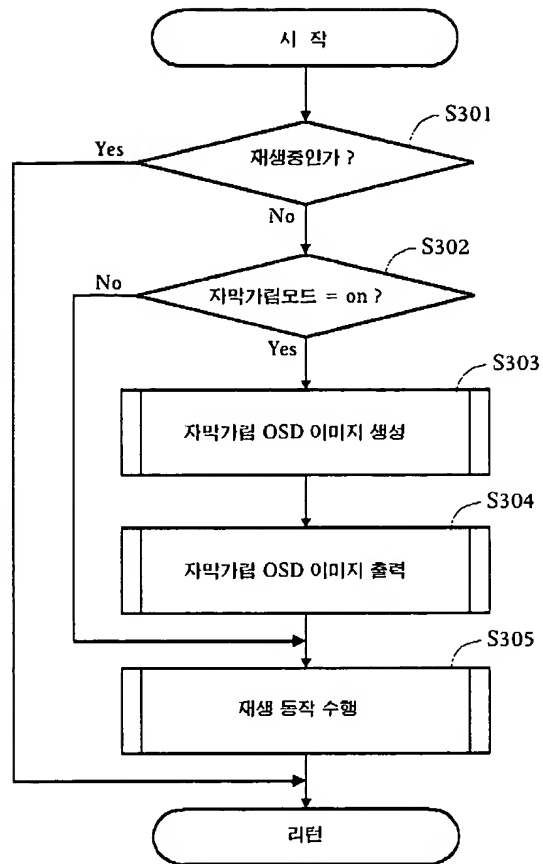 시 작
S301
Yes
재생중인가 ?
No
S302
No
자막가림모드 = on ?
Yes
S303
자막가림 OSD 이미지 생성
S304
자막가림 OSD 이미지 출력
S305
재생 동작 수행
리턴